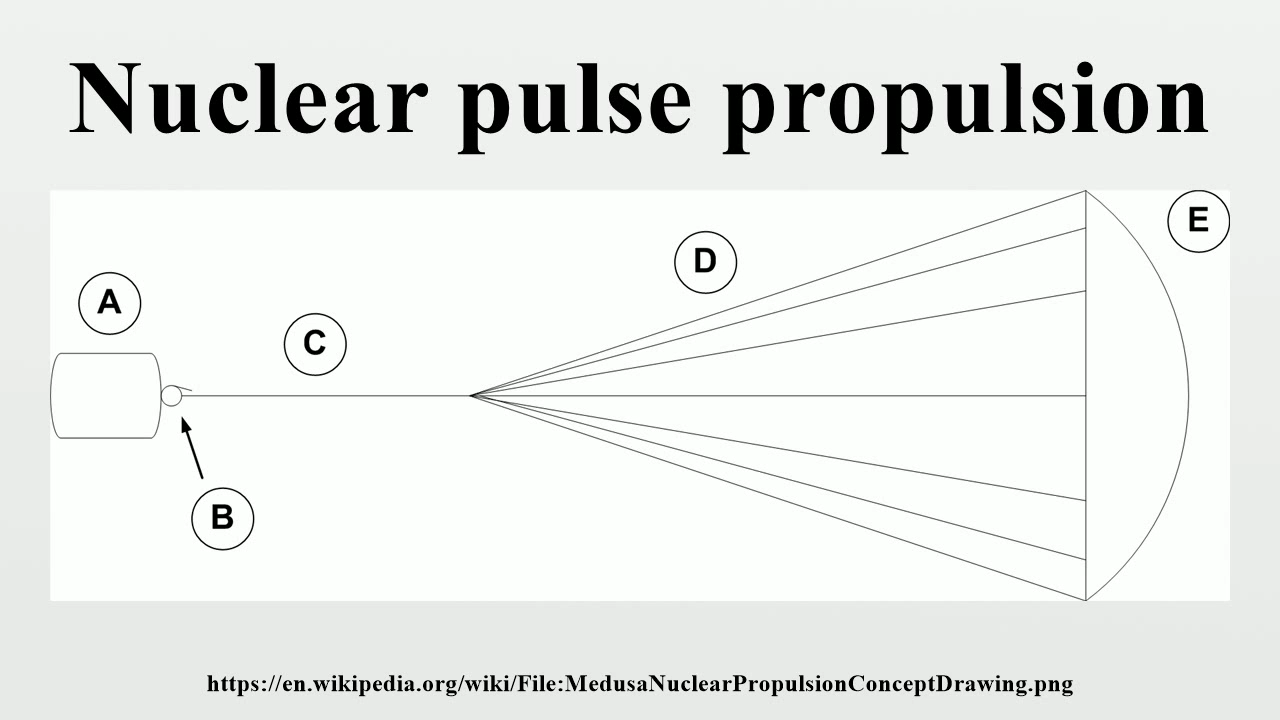 Nuclear pulse propulsion
E
D
A
C
B
https://en.wikipedia.org/wiki/File:MedusaNuclearPropulsionConceptDrawing.png